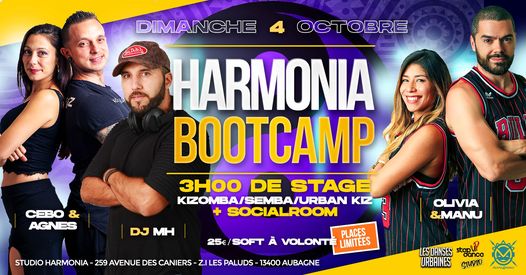 DIMANCHE 4 OCTOBRE
HARMONIA
BOOTCAMP
3H00 DE STAGE
KIZOMBA/SEMBA/URBAN KIZ
+ SOCIALROOM
CEBO &
AGNES
DJ MH
OLIVIA
&MANU
25€/SOFT À VOLONTÉ
PLACES
LIMITÉES
STUDIO HARMONIA - 259 AVENUE DES CANIERS - Z.I LES PALUDS - 13400 AUBAGNE
LES DANSES
URBAINES
BULLS